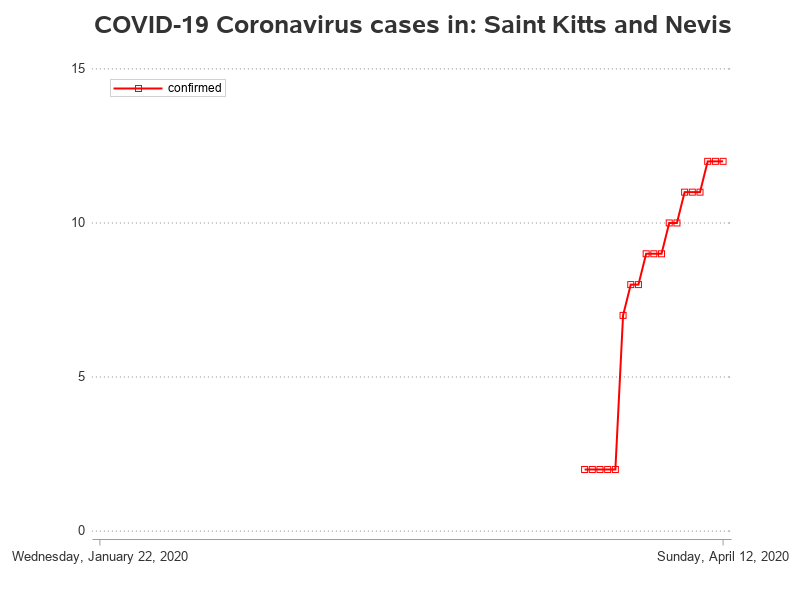 COVID-19 Coronavirus cases in: Saint Kitts and Nevis
15
confirmed
10
5
0
Wednesday, January 22, 2020
Sunday, April 12, 2020